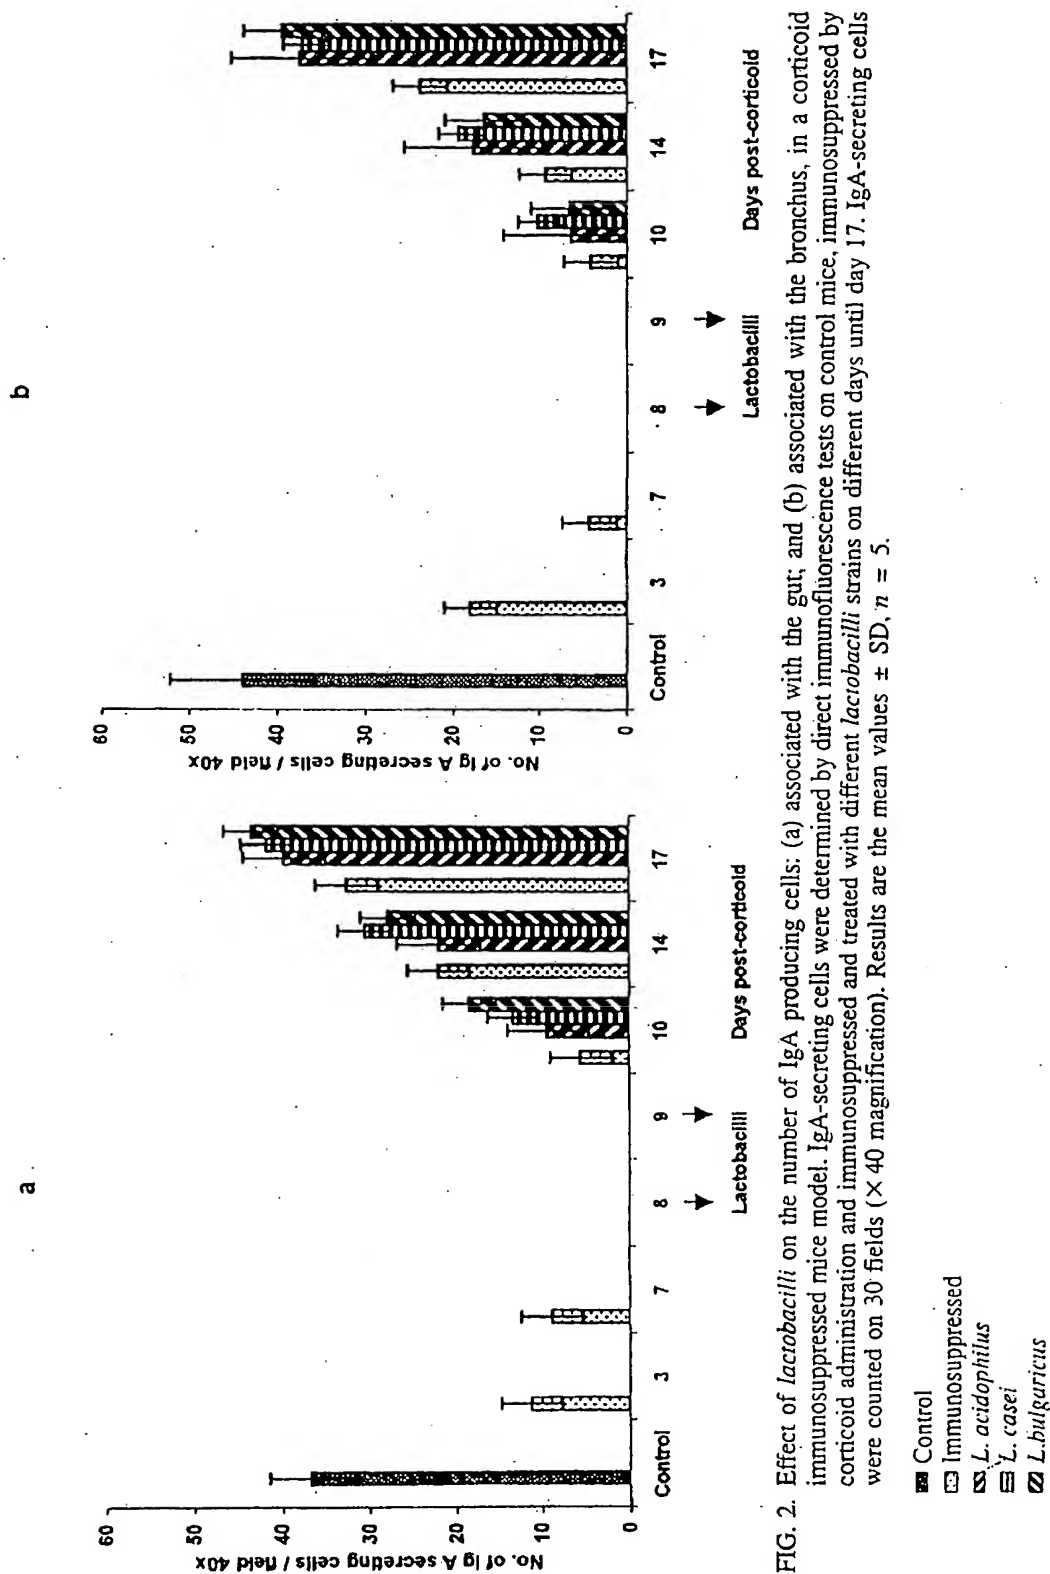 a
No. of Ig A secreting cells / field 40x
60
50
40
30
20
10
0
Control
3
7
8
9
10
14
17
Lactobacilli
Days post-corticoid
b
No. of Ig A secreting cells / field 40x
60
50
40
30
20
10
0
Control
3
7
8
9
10
14
17
Lactobacilli
Days post-corticoid
FIG. 2. Effect of lactobacilli on the number of IgA producing cells: (a) associated with the gut; and (b) associated with the bronchus, in a corticoid
immunosuppressed mice model. IgA-secreting cells were determined by direct immunofluorescence tests on control mice, immunosuppressed by
corticoid administration and immunosuppressed and treated with different lactobacilli strains on different days until day 17. IgA-secreting cells
were counted on 30 fields (× 40 magnification). Results are the mean values ± SD, n = 5.
Control
Immunosuppressed
L. acidophilus
L. casei
L.bulgaricus